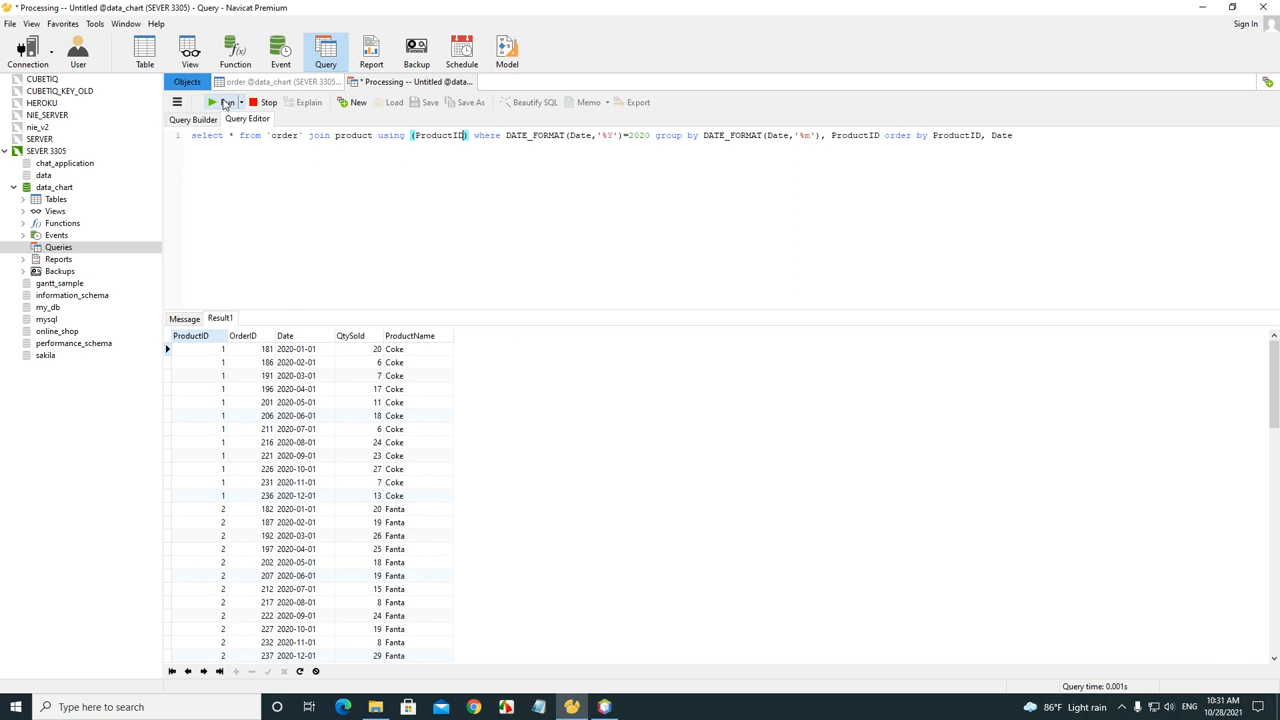 * Processing -- Untitled @data_chart (SEVER 3305) - Query - Navicat Premium
File View Favorites Tools Window Help
Sign In
Connection User Table View Function Event Query Report Backup Schedule Model
CUBETIQ
CUBETIQ_KEY_OLD
HEROKU
NIE_SERVER
nie_v2
SERVER
SEVER 3305
chat_application
data
data_chart
Tables
Views
Functions
Events
Queries
Reports
Backups
gantt_sample
information_schema
my_db
mysql
online_shop
performance_schema
sakila
Objects order @data_chart (SEVER 3305... * Processing -- Untitled @data...
Run Stop Explain New Load Save Save As Beautify SQL Memo Export
Query Builder Query Editor
1 select * from `order` join product using (ProductID) where DATE_FORMAT(Date,'%Y')=2020 group by DATE_FORMAT(Date,'%m'), ProductID order by ProductID, Date
Message Result1
ProductID OrderID Date QtySold ProductName
1 181 2020-01-01 20 Coke
1 186 2020-02-01 6 Coke
1 191 2020-03-01 7 Coke
1 196 2020-04-01 17 Coke
1 201 2020-05-01 11 Coke
1 206 2020-06-01 18 Coke
1 211 2020-07-01 6 Coke
1 216 2020-08-01 24 Coke
1 221 2020-09-01 23 Coke
1 226 2020-10-01 27 Coke
1 231 2020-11-01 7 Coke
1 236 2020-12-01 13 Coke
2 182 2020-01-01 20 Fanta
2 187 2020-02-01 19 Fanta
2 192 2020-03-01 26 Fanta
2 197 2020-04-01 25 Fanta
2 202 2020-05-01 18 Fanta
2 207 2020-06-01 19 Fanta
2 212 2020-07-01 15 Fanta
2 217 2020-08-01 8 Fanta
2 222 2020-09-01 24 Fanta
2 227 2020-10-01 19 Fanta
2 232 2020-11-01 8 Fanta
2 237 2020-12-01 29 Fanta
Query time: 0.001s
Type here to search
86°F Light rain
10:31 AM
10/28/2021